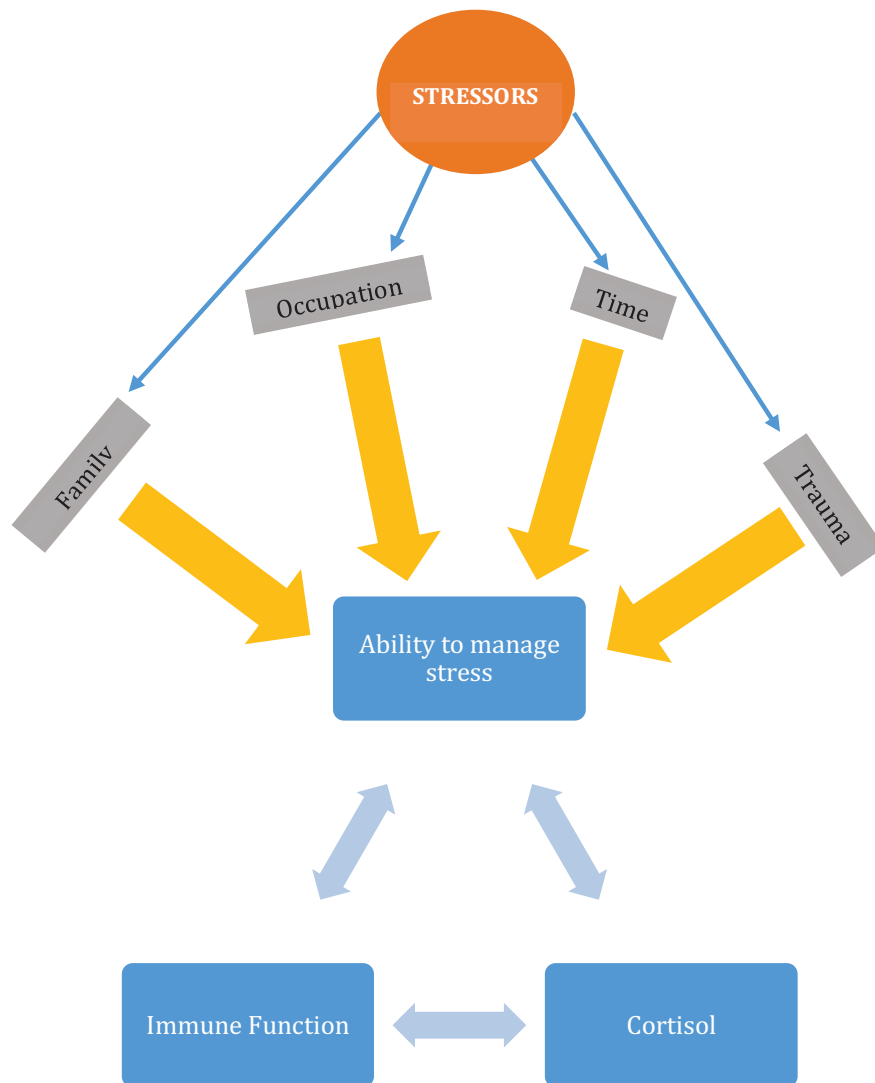 STRESSORS
Occupation
Time
Family
Trauma
Ability to manage
stress
Immune Function
Cortisol